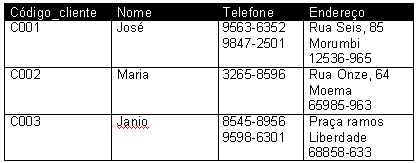 Código_cliente Nome Telefone Endereço
C001 José 9563-6352 Rua Seis, 85
9847-2501 Morumbi
12536-965
C002 Maria 3265-8596 Rua Onze, 64
Moema
65985-963
C003 Janio 8545-8956 Praça ramos
9598-6301 Liberdade
68858-633